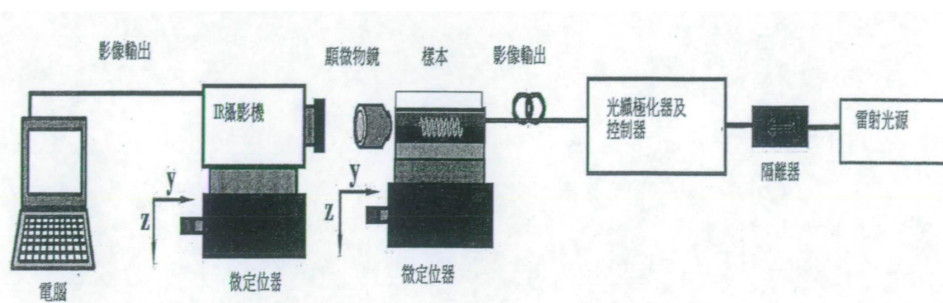 影像輸出
顯微物鏡
樣本
影像輸出
IR攝影機
光纖極化器及
控制器
雷射光源
隔離器
y
z
y
z
微定位器
微定位器
電腦